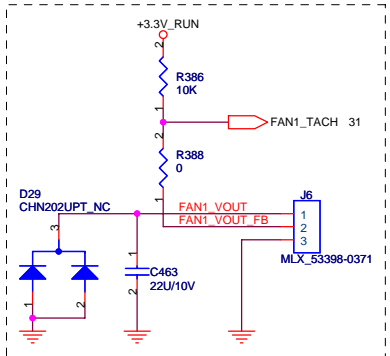 +3.3V_RUN
2
R386
10K
1
FAN1_TACH 31
2
R388
0
1
D29
CHN202UPT_NC
3
1
2
FAN1_VOUT
FAN1_VOUT_FB
J6
1
2
3
MLX_53398-0371
1
C463
22U/10V
2